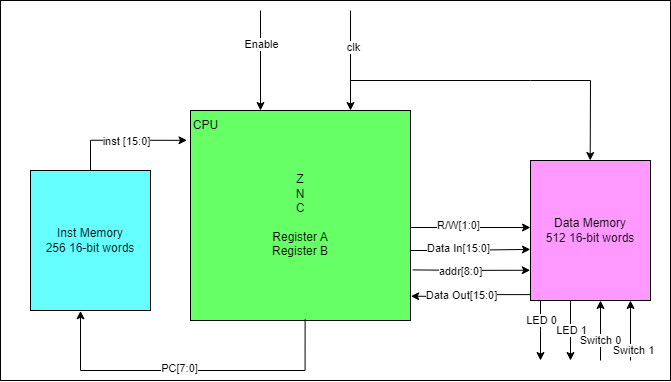 Enable
clk
CPU
inst [15:0]
Z
N
C
Register A
Register B
Inst Memory
256 16-bit words
R/W[1:0]
Data In[15:0]
addr[8:0]
Data Out[15:0]
Data Memory
512 16-bit words
LED 0
LED 1
Switch 0
Switch 1
PC[7:0]